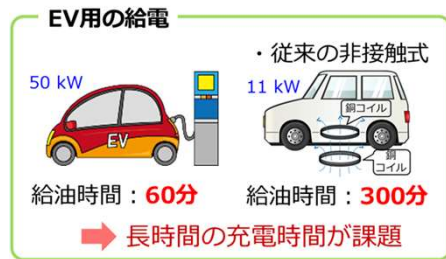 EV用の給電
・従来の非接触式
50 kW
11 kW
EV
銅コイル
銅
コイル
給油時間：60分
給油時間：300分
長時間の充電時間が課題